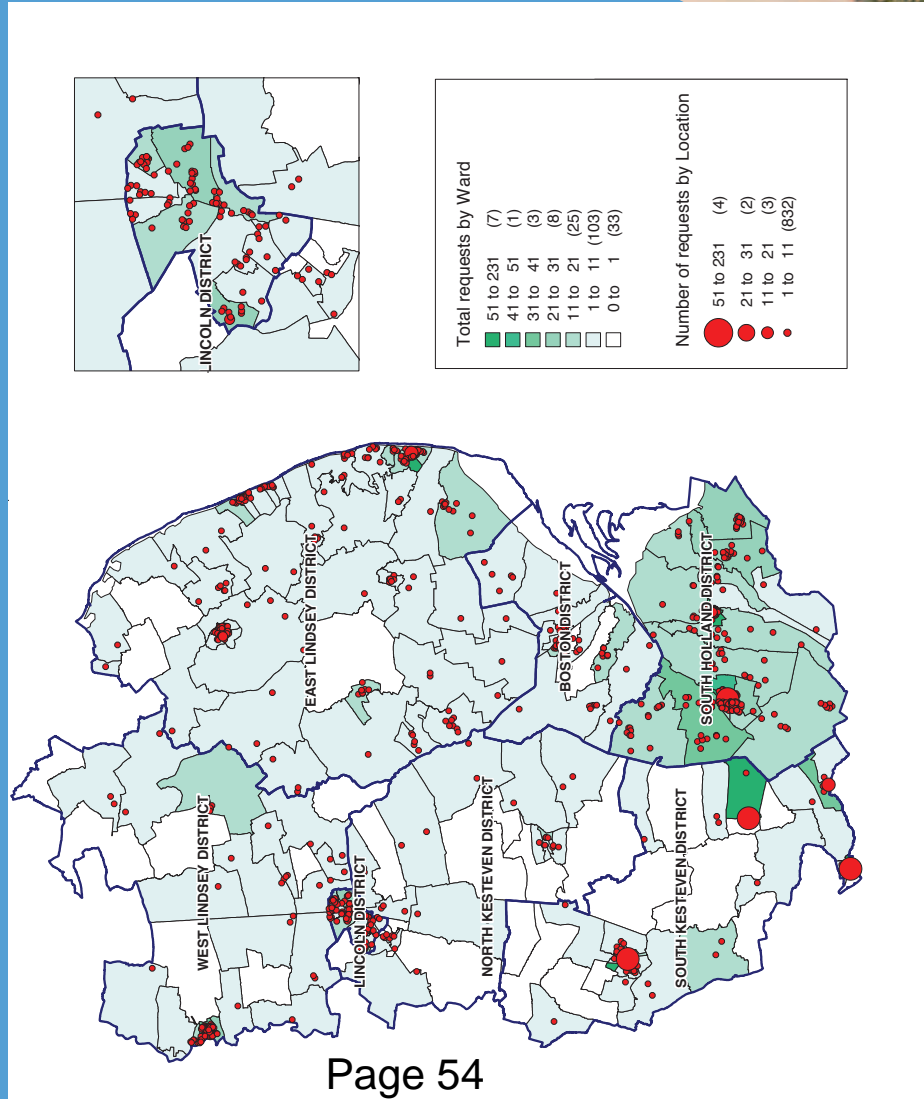 LINCOLN DISTRICT
Total requests by Ward
51 to 231 (7)
41 to 51 (1)
31 to 41 (3)
21 to 31 (8)
11 to 21 (25)
1 to 11 (103)
0 to 1 (33)
Number of requests by Location
51 to 231 (4)
21 to 31 (2)
11 to 21 (3)
1 to 11 (832)
WEST LINDSEY DISTRICT
EAST LINDSEY DISTRICT
LINCOLN DISTRICT
NORTH KESTEVEN DISTRICT
BOSTON DISTRICT
SOUTH KESTEVEN DISTRICT
SOUTH HOLLAND DISTRICT
Page 54